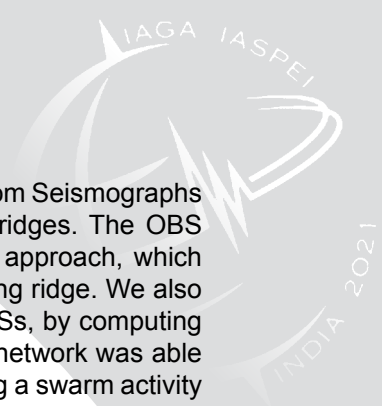 IAGA IASPEI
INDIA 2021
om Seismographs
ridges. The OBS
approach, which
ng ridge. We also
Ss, by computing
network was able
g a swarm activity